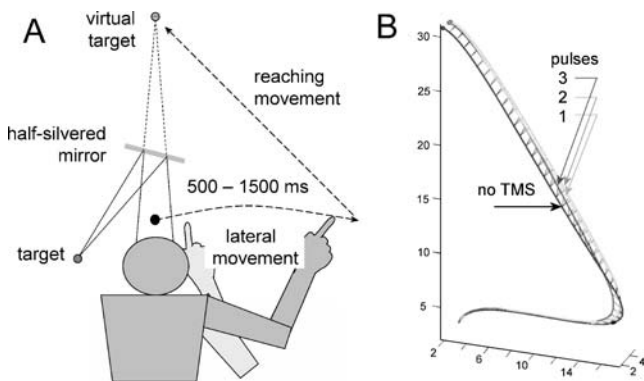 A
virtual
target
reaching
movement
half-silvered
mirror
500 – 1500 ms
target
lateral
movement
B
30
25
20
15
10
5
pulses
3
2
1
no TMS
2
6
10
14
2
4